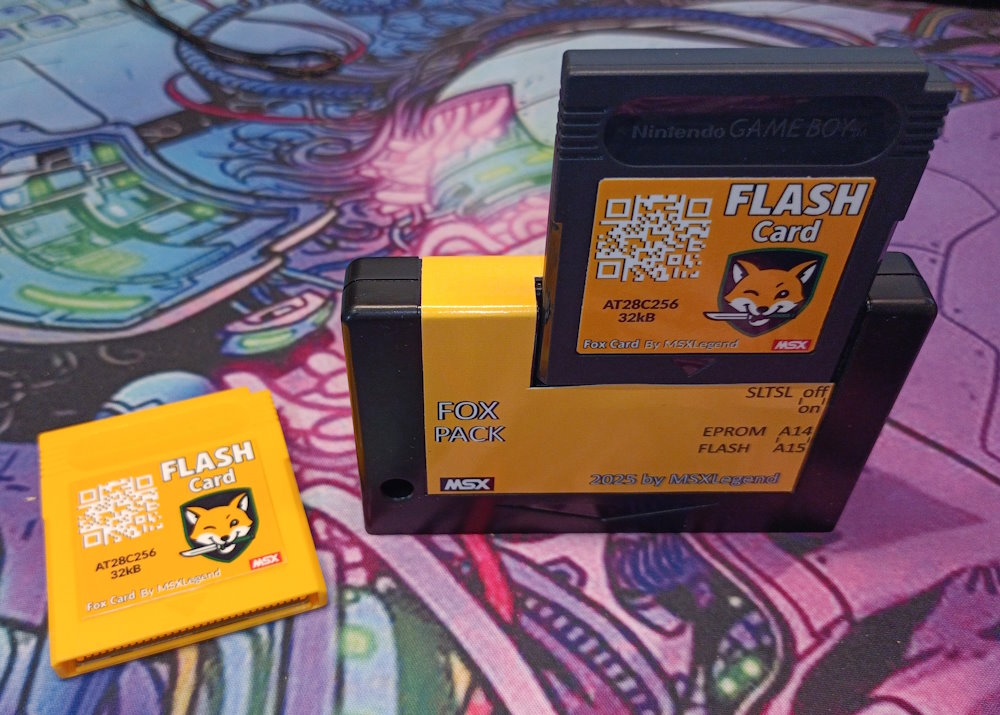 Nintendo GAME BOY TM
FLASH
Card
AT28C256
32kB
Fox Card By MSXLegend
MSX
SLTSL off
on
FOX
PACK
EPROM A14
FLASH A15
MSX
2025 by MSXLegend
FLASH
Card
AT28C256
32kB
Fox Card By MSXLegend
MSX